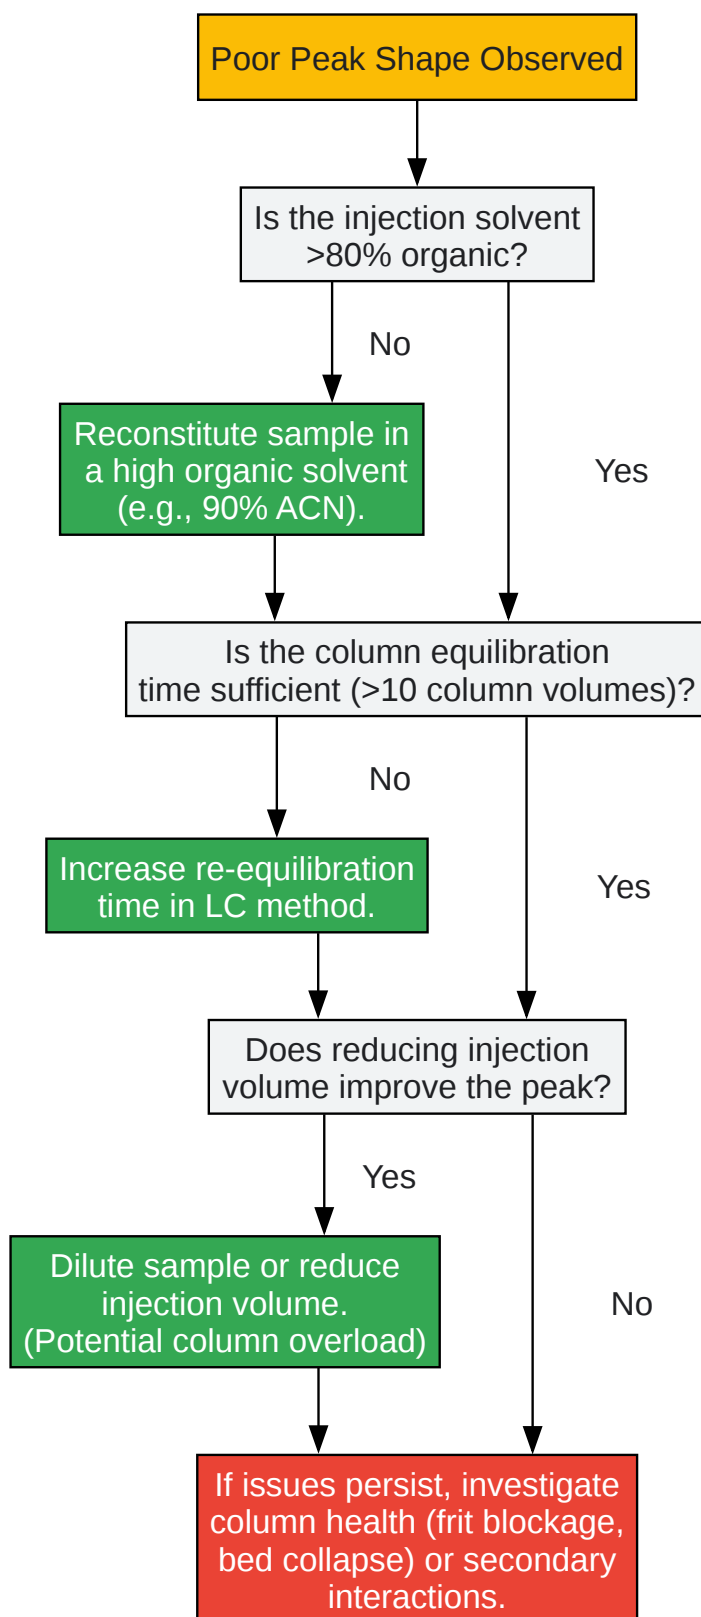 Poor Peak Shape Observed
Is the injection solvent
>80% organic?
No
Reconstitute sample in
a high organic solvent
(e.g., 90% ACN).
Yes
Is the column equilibration
time sufficient (>10 column volumes)?
No
Increase re-equilibration
time in LC method.
Yes
Does reducing injection
volume improve the peak?
Yes
Dilute sample or reduce
injection volume.
(Potential column overload)
No
If issues persist, investigate
column health (frit blockage,
bed collapse) or secondary
interactions.